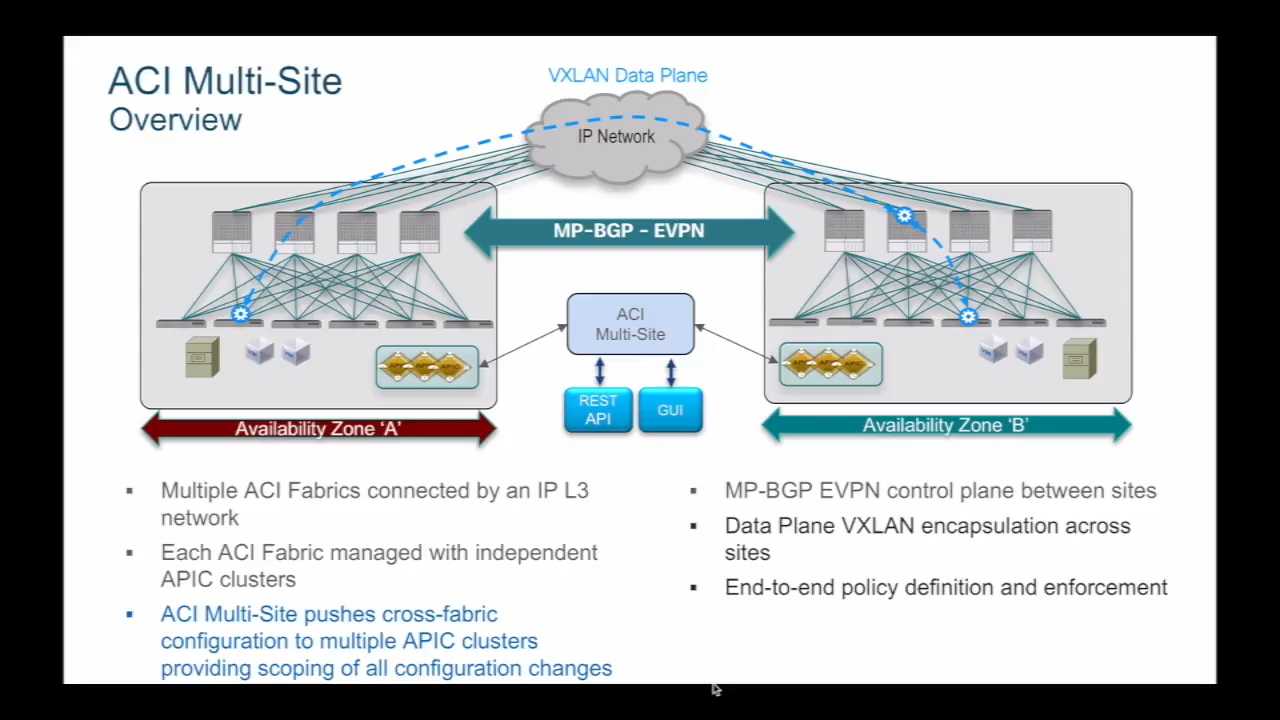 ACI Multi-Site
Overview
VXLAN Data Plane
IP Network
MP-BGP - EVPN
ACI
Multi-Site
REST
API
GUI
APIC
APIC
Availability Zone ‘A’
Availability Zone ‘B’
▪ Multiple ACI Fabrics connected by an IP L3
network
▪ Each ACI Fabric managed with independent
APIC clusters
▪ ACI Multi-Site pushes cross-fabric
configuration to multiple APIC clusters
providing scoping of all configuration changes
▪ MP-BGP EVPN control plane between sites
▪ Data Plane VXLAN encapsulation across
sites
▪ End-to-end policy definition and enforcement